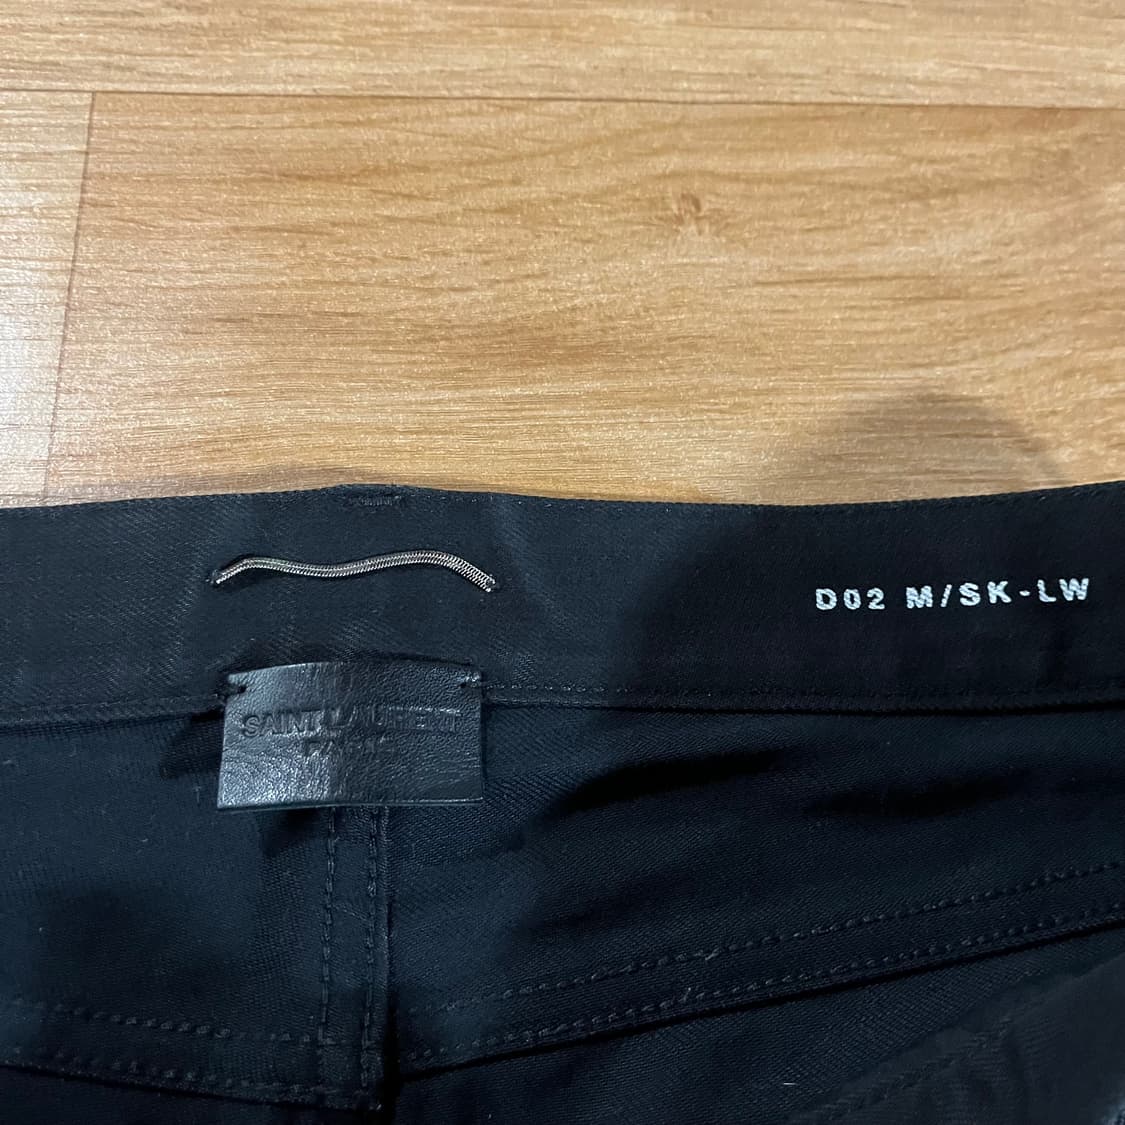 D02 M/SK-LW
SAINT LAURENT
PARIS